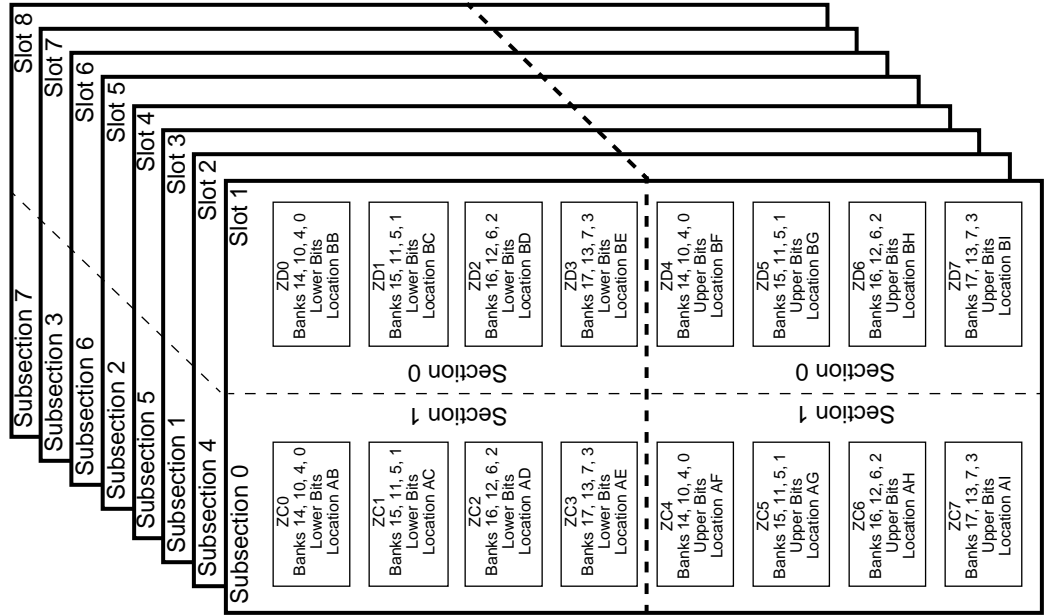 Subsection 7
Slot 8
Subsection 3
Slot 7
Subsection 6
Slot 6
Subsection 2
Slot 5
Subsection 5
Slot 4
Subsection 1
Slot 3
Subsection 4
Slot 2
Subsection 0
Slot 1
ZC0
Banks 14, 10, 4, 0
Lower Bits
Location AB
ZD0
Banks 14, 10, 4, 0
Lower Bits
Location BB
ZC1
Banks 15, 11, 5, 1
Lower Bits
Location AC
ZD1
Banks 15, 11, 5, 1
Lower Bits
Location BC
Section 1
Section 0
ZC2
Banks 16, 12, 6, 2
Lower Bits
Location AD
ZD2
Banks 16, 12, 6, 2
Lower Bits
Location BD
ZC3
Banks 17, 13, 7, 3
Lower Bits
Location AE
ZD3
Banks 17, 13, 7, 3
Lower Bits
Location BE
ZC4
Banks 14, 10, 4, 0
Upper Bits
Location AF
ZD4
Banks 14, 10, 4, 0
Upper Bits
Location BF
ZC5
Banks 15, 11, 5, 1
Upper Bits
Location AG
ZD5
Banks 15, 11, 5, 1
Upper Bits
Location BG
Section 1
Section 0
ZC6
Banks 16, 12, 6, 2
Upper Bits
Location AH
ZD6
Banks 16, 12, 6, 2
Upper Bits
Location BH
ZC7
Banks 17, 13, 7, 3
Upper Bits
Location AI
ZD7
Banks 17, 13, 7, 3
Upper Bits
Location BI